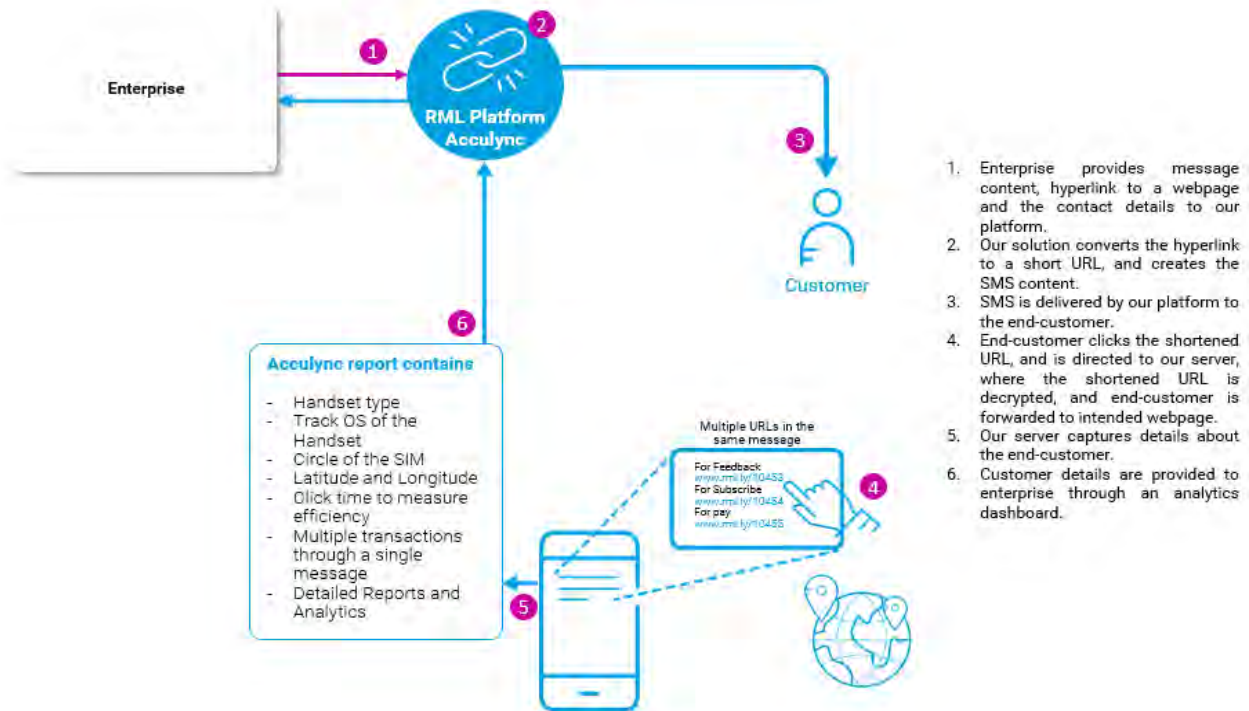 1
2
Enterprise
RML Platform
Acculync
3
Customer
6
Acculync report contains
- Handset type
- Track OS of the
Handset
- Circle of the SIM
- Latitude and Longitude
- Click time to measure
efficiency
- Multiple transactions
through a single
message
- Detailed Reports and
Analytics
5
Multiple URLs in the
same message
For Feedback
www.rml.ly/10453
For Subscribe
www.rml.ly/10454
For pay
www.rml.ly/10455
4
1. Enterprise provides message
content, hyperlink to a webpage
and the contact details to our
platform.
2. Our solution converts the hyperlink
to a short URL, and creates the
SMS content.
3. SMS is delivered by our platform to
the end-customer.
4. End-customer clicks the shortened
URL, and is directed to our server,
where the shortened URL is
decrypted, and end-customer is
forwarded to intended webpage.
5. Our server captures details about
the end-customer.
6. Customer details are provided to
enterprise through an analytics
dashboard.